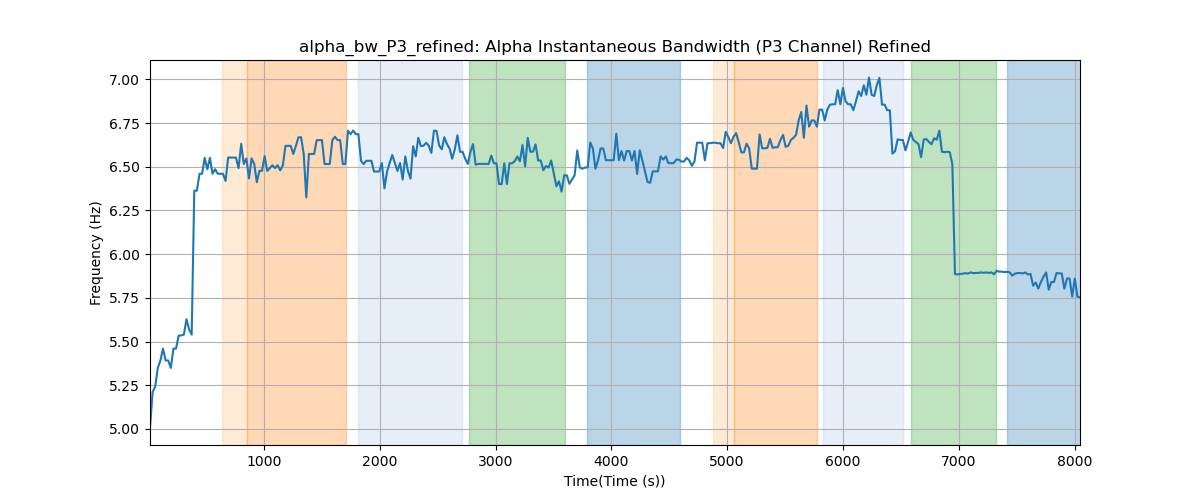 alpha_bw_P3_refined: Alpha Instantaneous Bandwidth (P3 Channel) Refined
Frequency (Hz)
7.00
6.75
6.50
6.25
6.00
5.75
5.50
5.25
5.00
1000 2000 3000 4000 5000 6000 7000 8000
Time(Time (s))